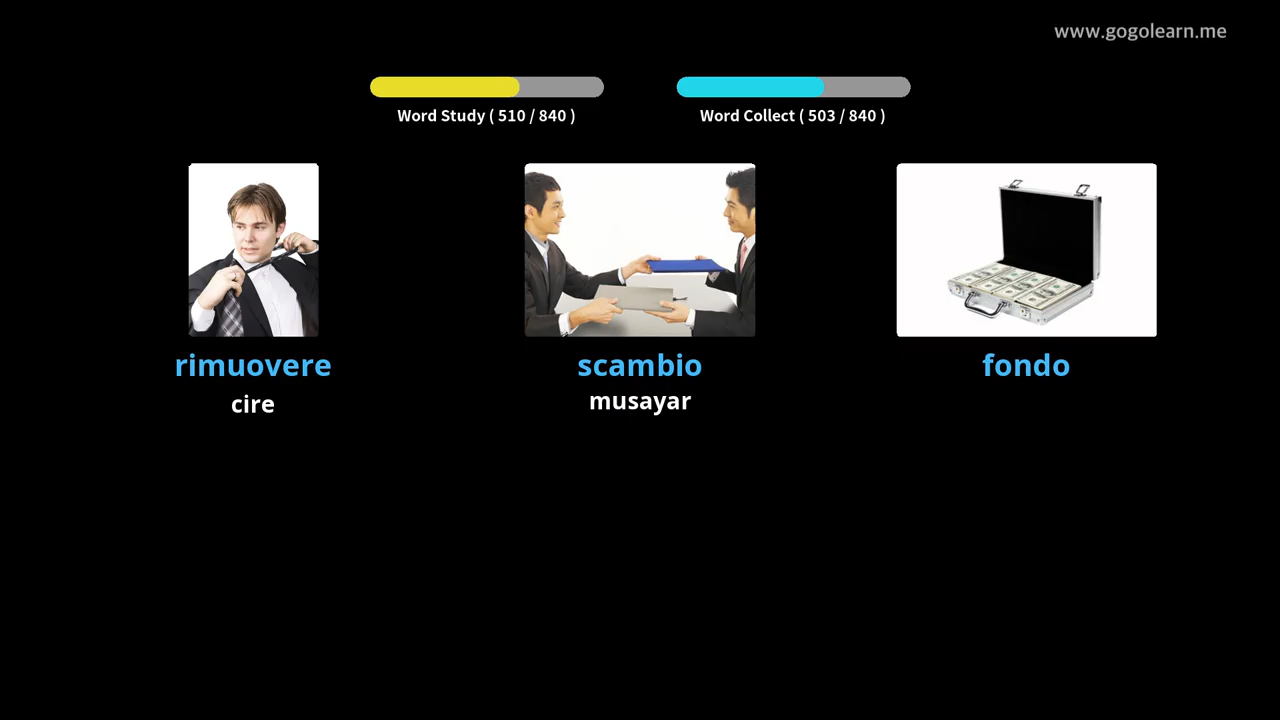 www.gogolearn.me
Word Study ( 510 / 840 )
Word Collect ( 503 / 840 )
rimuovere
scambio
fondo
cire
musayar